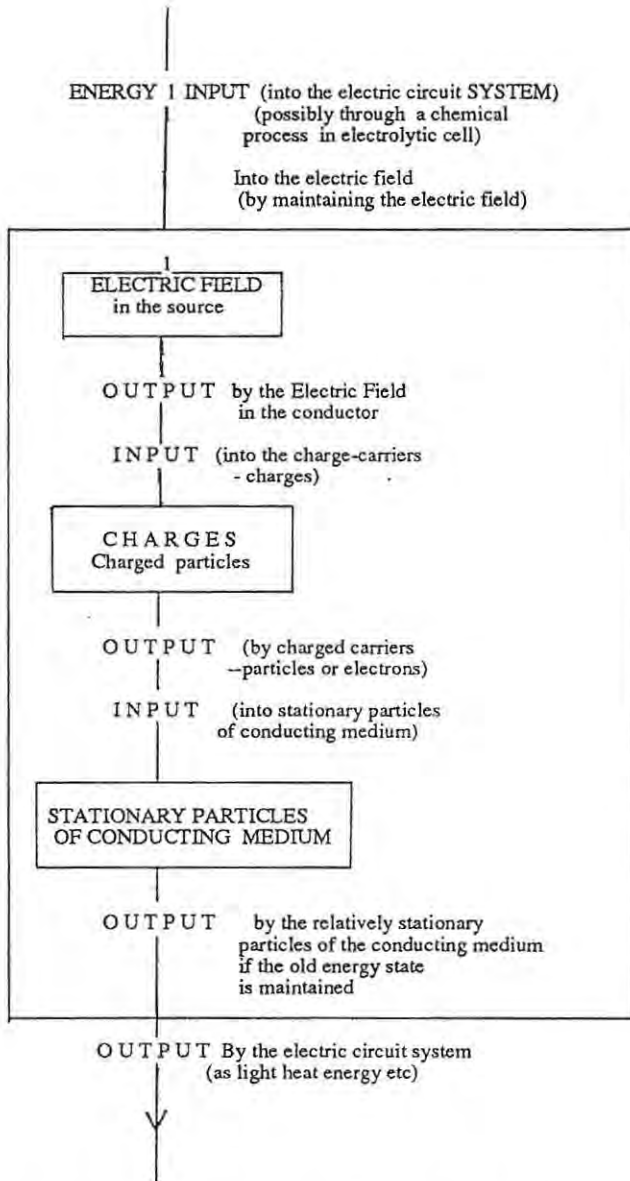 ENERGY 1 INPUT (into the electric circuit SYSTEM)
(possibly through a chemical
process in electrolytic cell)
Into the electric field
(by maintaining the electric field)
1
ELECTRIC FIELD
in the source
OUTPUT by the Electric Field
in the conductor
INPUT (into the charge-carriers
- charges)
CHARGES
Charged particles
OUTPUT (by charged carriers
--particles or electrons)
INPUT (into stationary particles
of conducting medium)
STATIONARY PARTICLES
OF CONDUCTING MEDIUM
OUTPUT by the relatively stationary
particles of the conducting medium
if the old energy state
is maintained
OUTPUT By the electric circuit system
(as light heat energy etc)